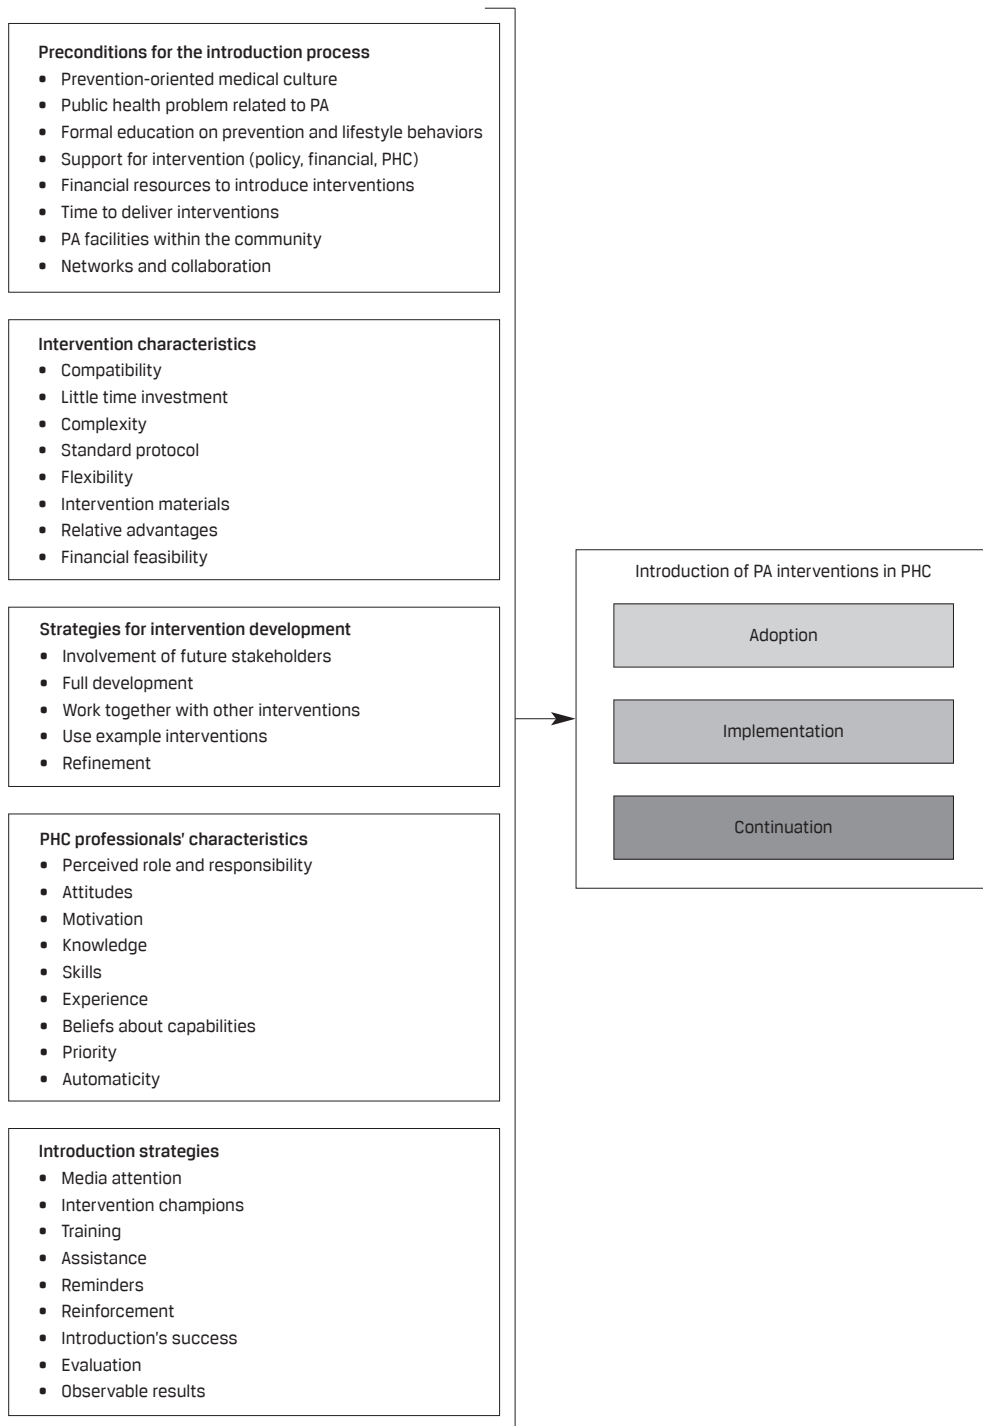 Preconditions for the introduction process
• Prevention-oriented medical culture
• Public health problem related to PA
• Formal education on prevention and lifestyle behaviors
• Support for intervention (policy, financial, PHC)
• Financial resources to introduce interventions
• Time to deliver interventions
• PA facilities within the community
• Networks and collaboration
Intervention characteristics
• Compatibility
• Little time investment
• Complexity
• Standard protocol
• Flexibility
• Intervention materials
• Relative advantages
• Financial feasibility
Strategies for intervention development
• Involvement of future stakeholders
• Full development
• Work together with other interventions
• Use example interventions
• Refinement
PHC professionals' characteristics
• Perceived role and responsibility
• Attitudes
• Motivation
• Knowledge
• Skills
• Experience
• Beliefs about capabilities
• Priority
• Automaticity
Introduction strategies
• Media attention
• Intervention champions
• Training
• Assistance
• Reminders
• Reinforcement
• Introduction's success
• Evaluation
• Observable results
Introduction of PA interventions in PHC
Adoption
Implementation
Continuation